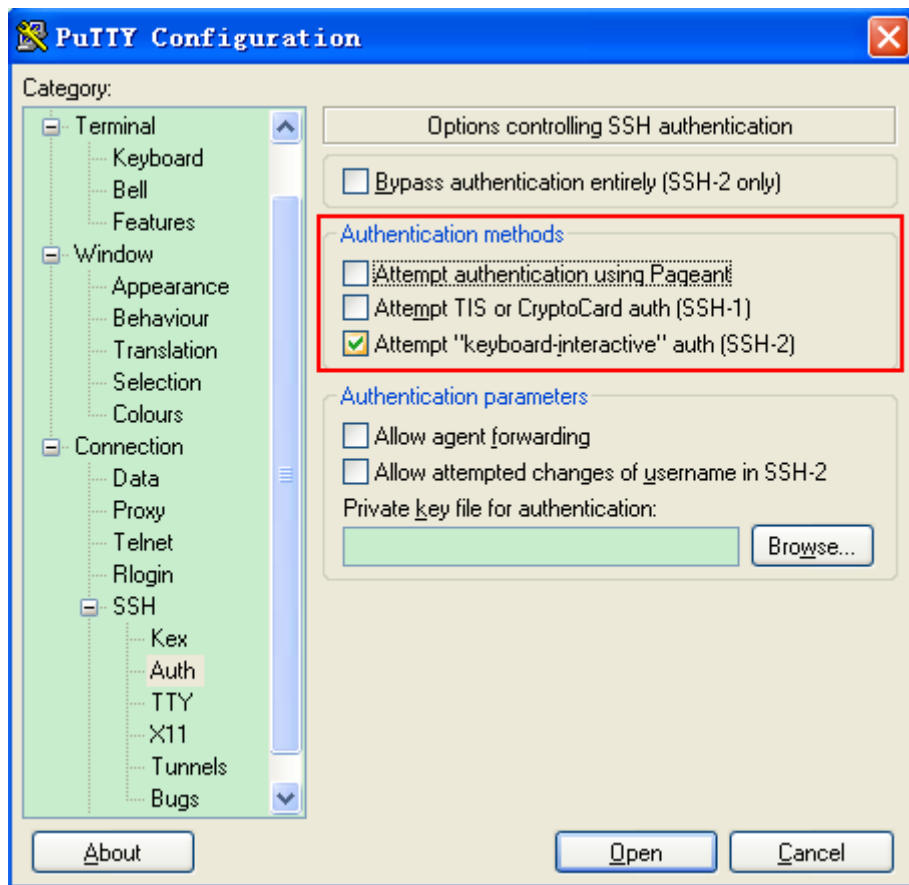 PuTTY Configuration
Category:
Terminal
Keyboard
Bell
Features
Window
Appearance
Behaviour
Translation
Selection
Colours
Connection
Data
Proxy
Telnet
Rlogin
SSH
Kex
Auth
TTY
X11
Tunnels
Bugs
Options controlling SSH authentication
Bypass authentication entirely (SSH-2 only)
Authentication methods
Attempt authentication using Pageant
Attempt TIS or CryptoCard auth (SSH-1)
Attempt "keyboard-interactive" auth (SSH-2)
Authentication parameters
Allow agent forwarding
Allow attempted changes of username in SSH-2
Private key file for authentication:
Browse...
About
Open
Cancel